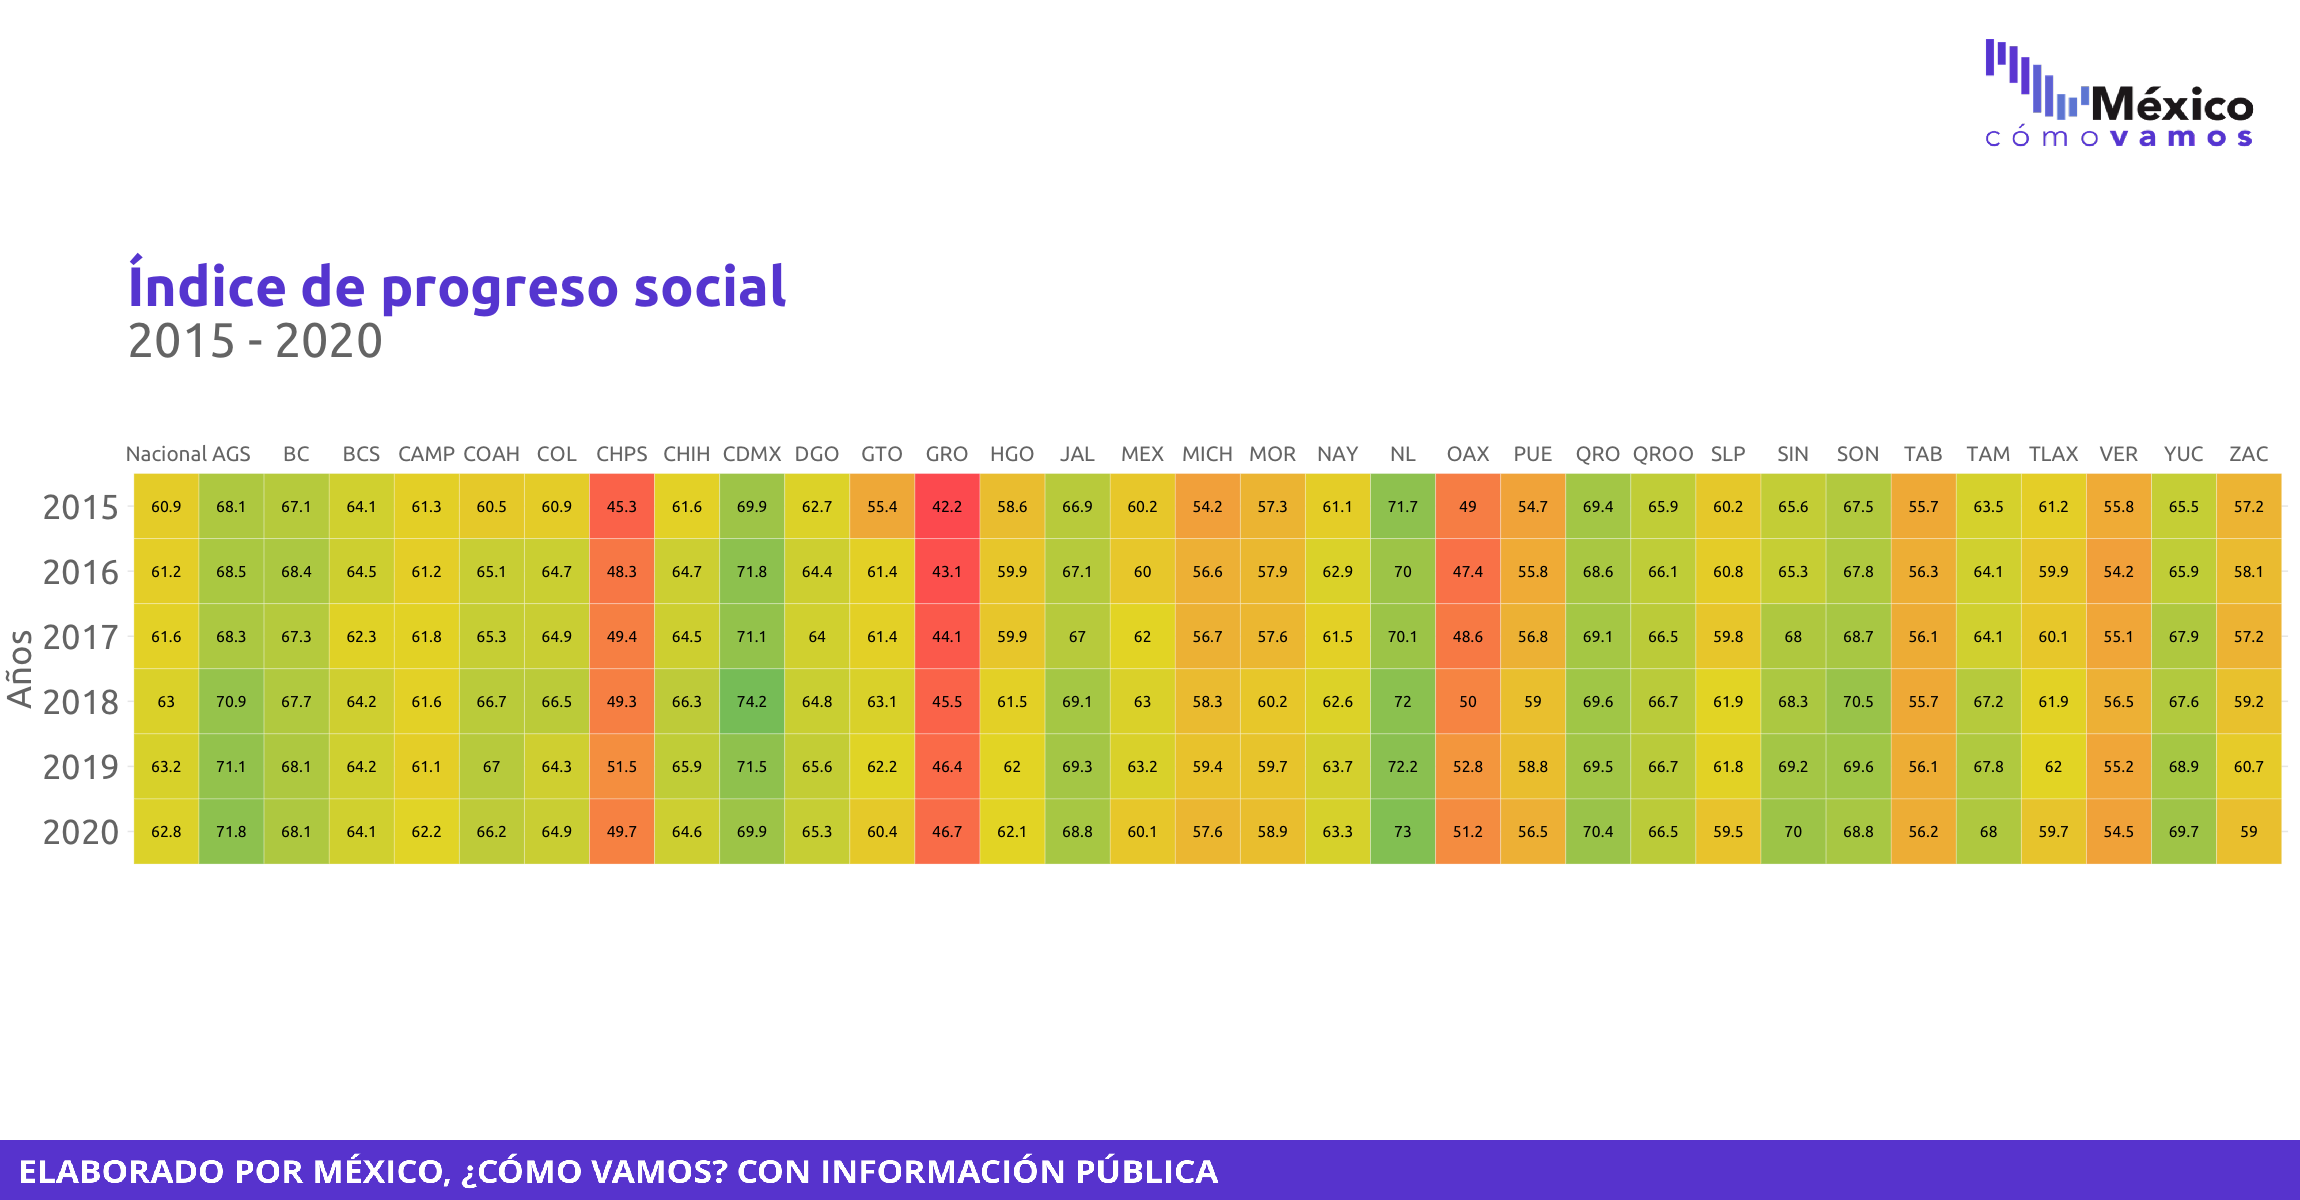 México
cómovamos
Índice de progreso social
2015 - 2020
Nacional AGS BC BCS CAMP COAH COL CHPS CHIH CDMX DGO GTO GRO HGO JAL MEX MICH MOR NAY NL OAX PUE QRO QROO SLP SIN SON TAB TAM TLAX VER YUC ZAC
Años
2015 60.9 68.1 67.1 64.1 61.3 60.5 60.9 45.3 61.6 69.9 62.7 55.4 42.2 58.6 66.9 60.2 54.2 57.3 61.1 71.7 49 54.7 69.4 65.9 60.2 65.6 67.5 55.7 63.5 61.2 55.8 65.5 57.2
2016 61.2 68.5 68.4 64.5 61.2 65.1 64.7 48.3 64.7 71.8 64.4 61.4 43.1 59.9 67.1 60 56.6 57.9 62.9 70 47.4 55.8 68.6 66.1 60.8 65.3 67.8 56.3 64.1 59.9 54.2 65.9 58.1
2017 61.6 68.3 67.3 62.3 61.8 65.3 64.9 49.4 64.5 71.1 64 61.4 44.1 59.9 67 62 56.7 57.6 61.5 70.1 48.6 56.8 69.1 66.5 59.8 68 68.7 56.1 64.1 60.1 55.1 67.9 57.2
2018 63 70.9 67.7 64.2 61.6 66.7 66.5 49.3 66.3 74.2 64.8 63.1 45.5 61.5 69.1 63 58.3 60.2 62.6 72 50 59 69.6 66.7 61.9 68.3 70.5 55.7 67.2 61.9 56.5 67.6 59.2
2019 63.2 71.1 68.1 64.2 61.1 67 64.3 51.5 65.9 71.5 65.6 62.2 46.4 62 69.3 63.2 59.4 59.7 63.7 72.2 52.8 58.8 69.5 66.7 61.8 69.2 69.6 56.1 67.8 62 55.2 68.9 60.7
2020 62.8 71.8 68.1 64.1 62.2 66.2 64.9 49.7 64.6 69.9 65.3 60.4 46.7 62.1 68.8 60.1 57.6 58.9 63.3 73 51.2 56.5 70.4 66.5 59.5 70 68.8 56.2 68 59.7 54.5 69.7 59
ELABORADO POR MÉXICO, ¿CÓMO VAMOS? CON INFORMACIÓN PÚBLICA